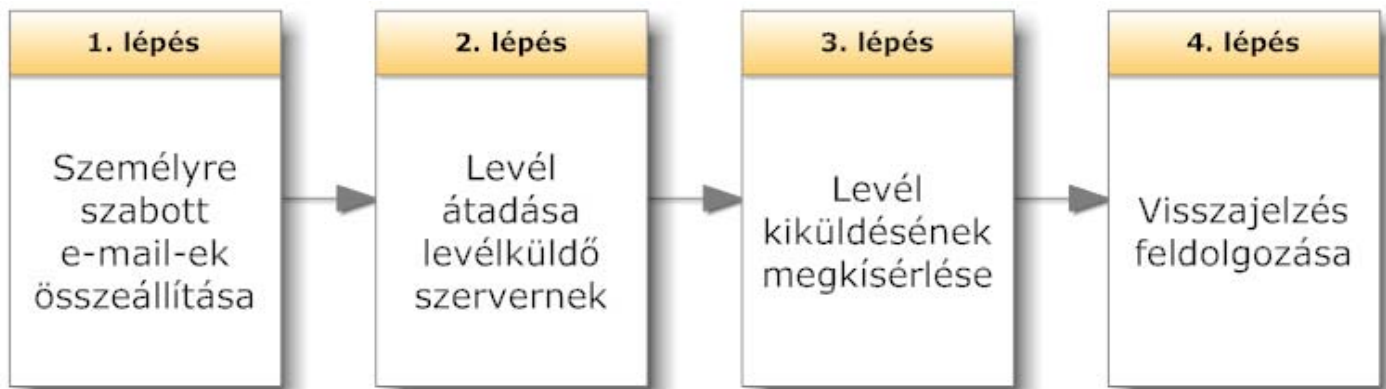 1. lépés
Személyre
szabott
e-mail-ek
összeállítása
2. lépés
Levél
átadása
levélküldő
szervernek
3. lépés
Levél
kiküldésének
megkísérlése
4. lépés
Visszajelzés
feldolgozása